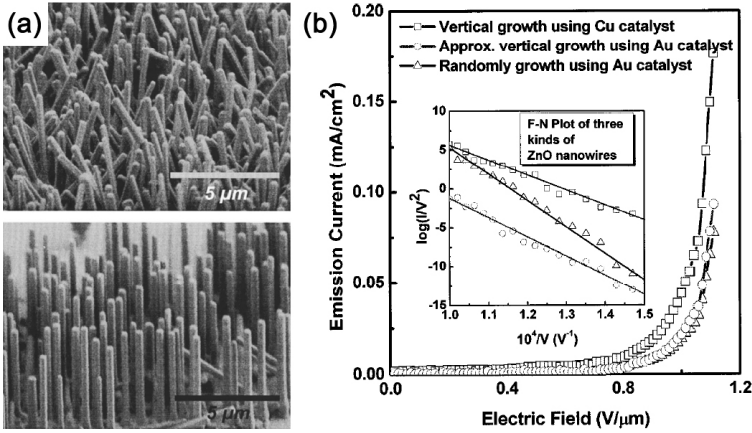 (a)
5 μm
5 μm
(b)
Vertical growth using Cu catalyst
Approx. vertical growth using Au catalyst
Randomly growth using Au catalyst
F-N Plot of three
kinds of
ZnO nanowires
log(I/V²)
10
5
0
-5
-10
-15
1.0 1.1 1.2 1.3 1.4 1.5
10⁴/V (V⁻¹)
Emission Current (mA/cm²)
0.20
0.15
0.10
0.05
0.00
0.0 0.4 0.8 1.2
Electric Field (V/μm)